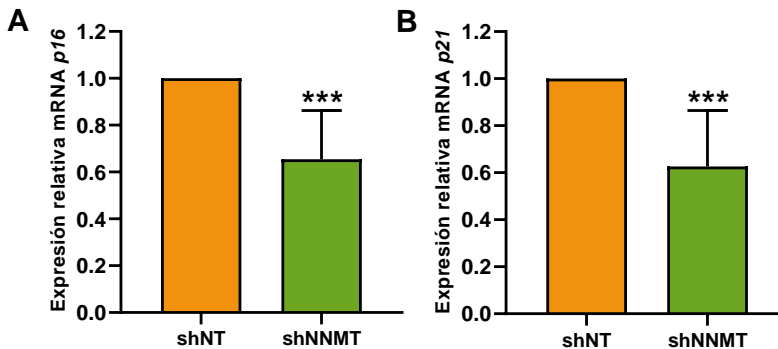 A
Expresión relativa mRNA p16
1.2
1.0
0.8
0.6
0.4
0.2
0.0
***
shNT
shNNMT
B
Expresión relativa mRNA p21
1.2
1.0
0.8
0.6
0.4
0.2
0.0
***
shNT
shNNMT